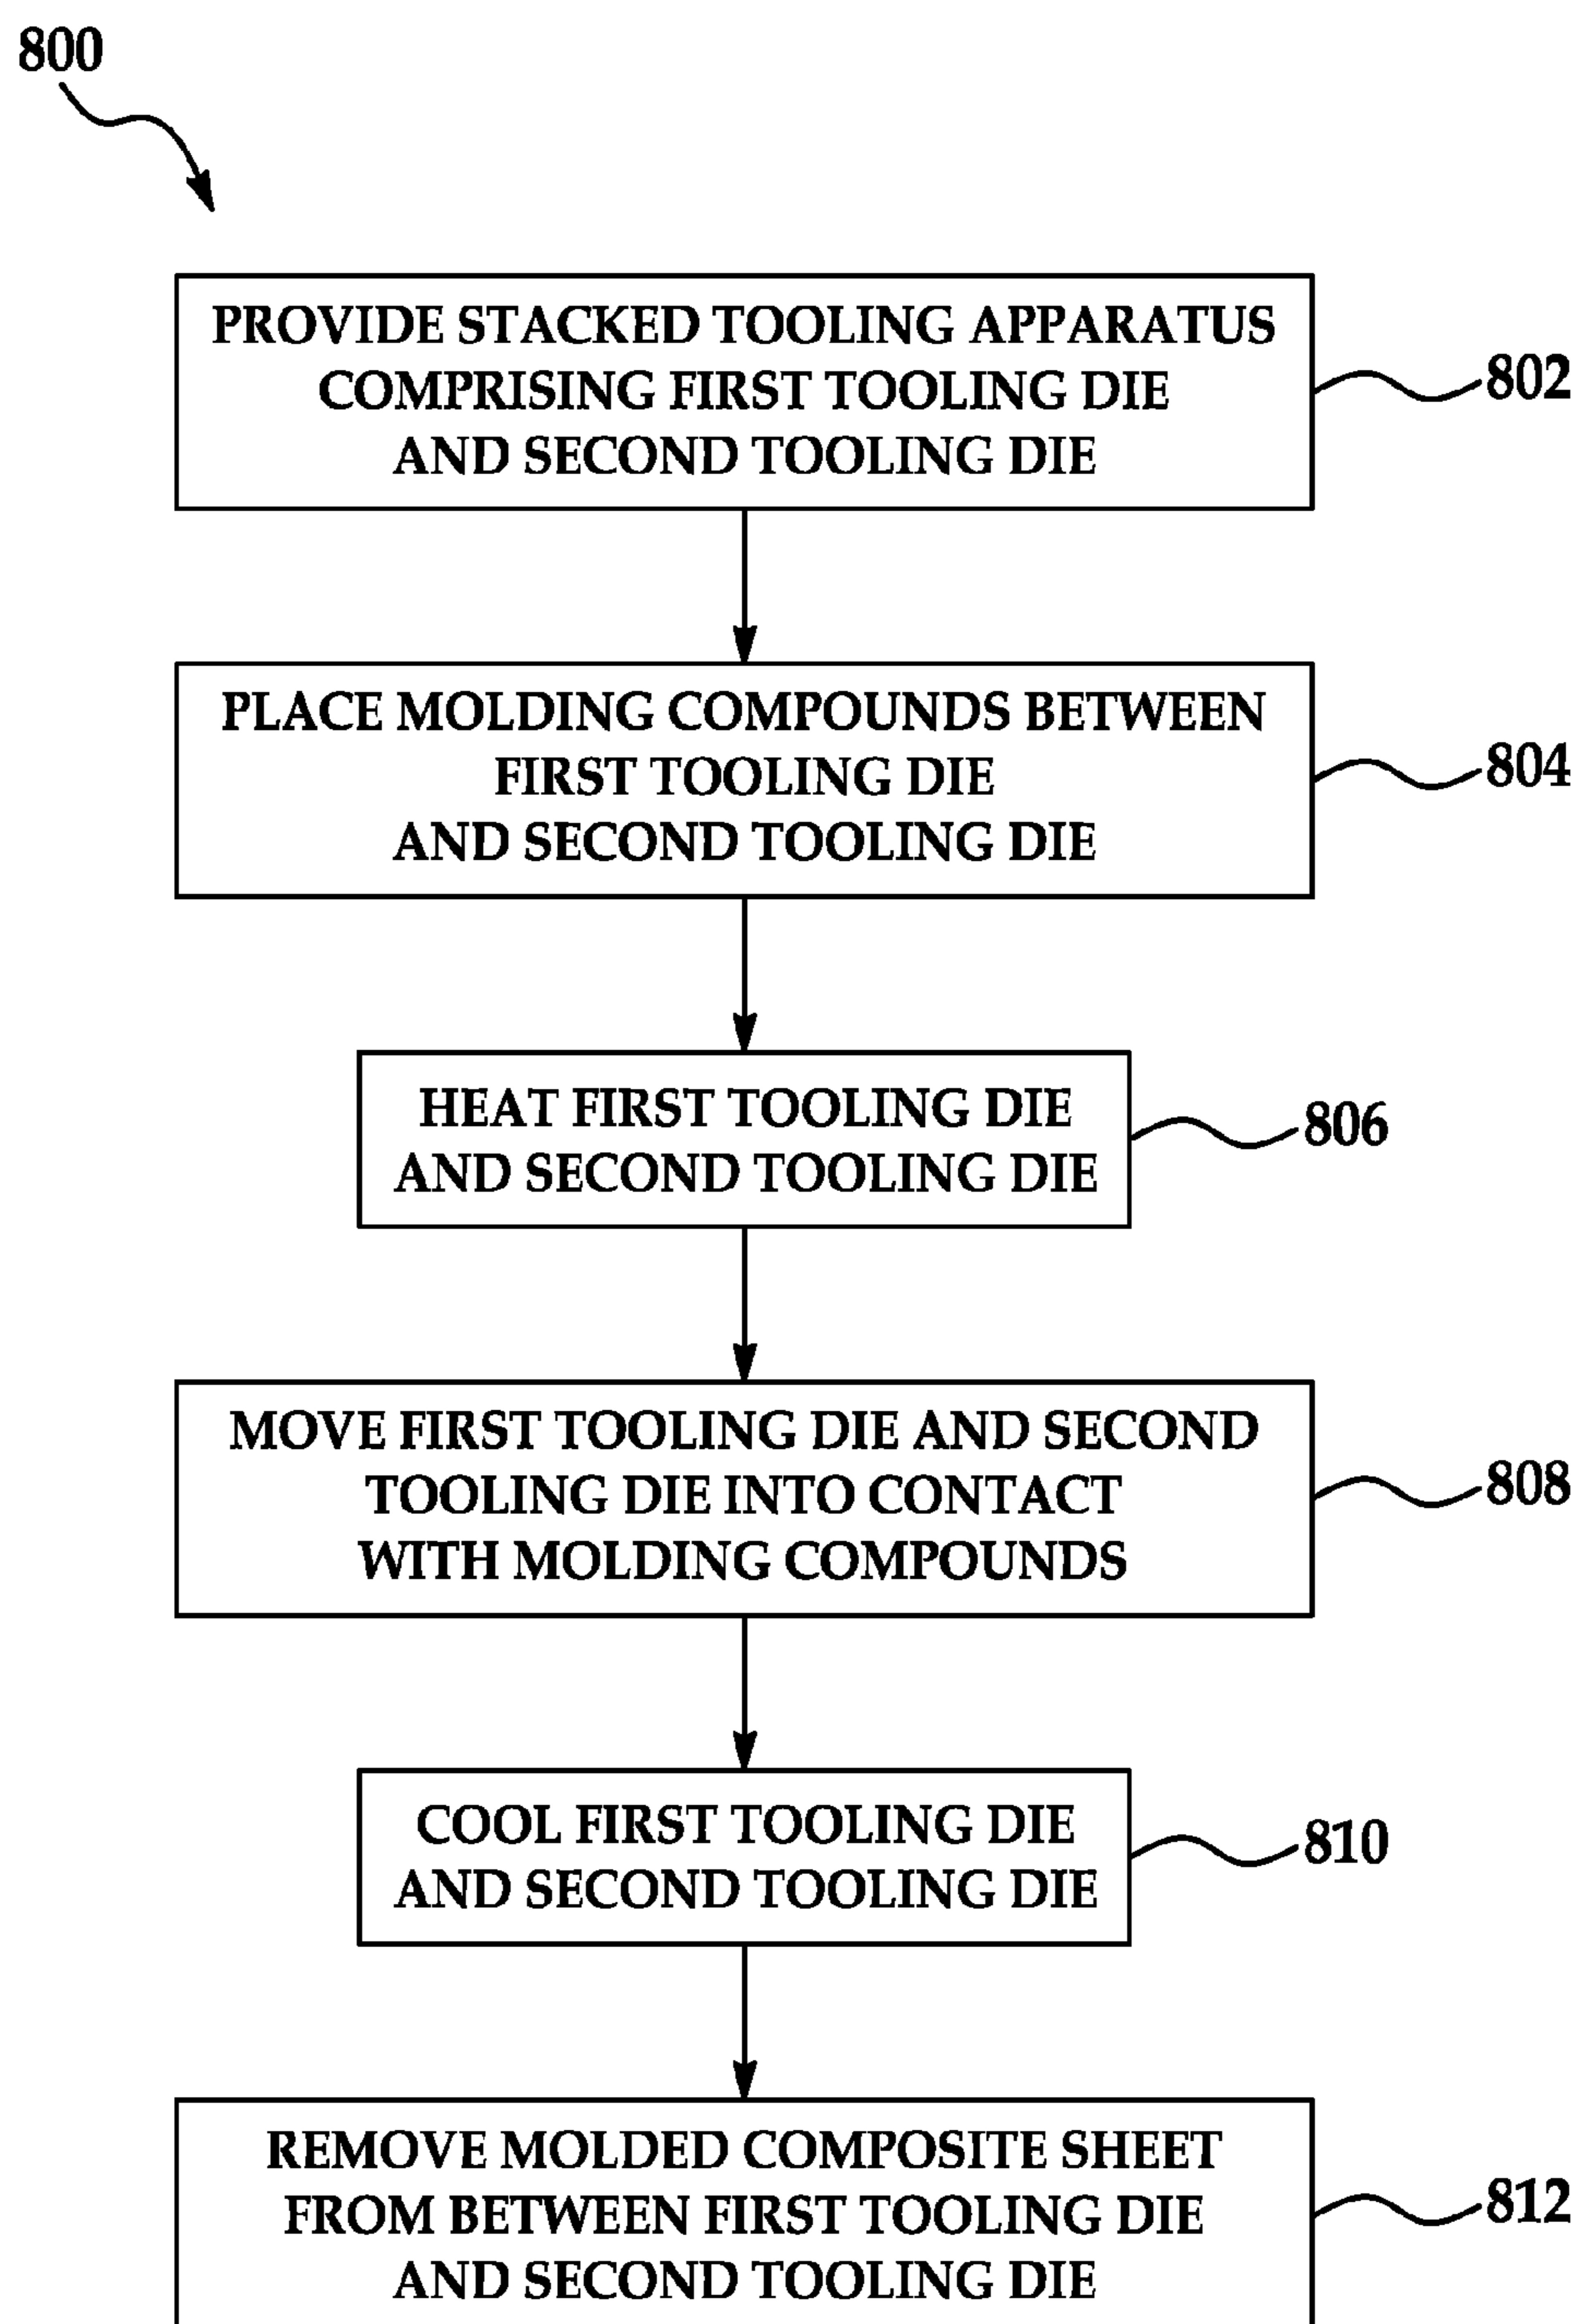 800
PROVIDE STACKED TOOLING APPARATUS
COMPRISING FIRST TOOLING DIE
AND SECOND TOOLING DIE
802
PLACE MOLDING COMPOUNDS BETWEEN
FIRST TOOLING DIE
AND SECOND TOOLING DIE
804
HEAT FIRST TOOLING DIE
AND SECOND TOOLING DIE
806
MOVE FIRST TOOLING DIE AND SECOND
TOOLING DIE INTO CONTACT
WITH MOLDING COMPOUNDS
808
COOL FIRST TOOLING DIE
AND SECOND TOOLING DIE
810
REMOVE MOLDED COMPOSITE SHEET
FROM BETWEEN FIRST TOOLING DIE
AND SECOND TOOLING DIE
812